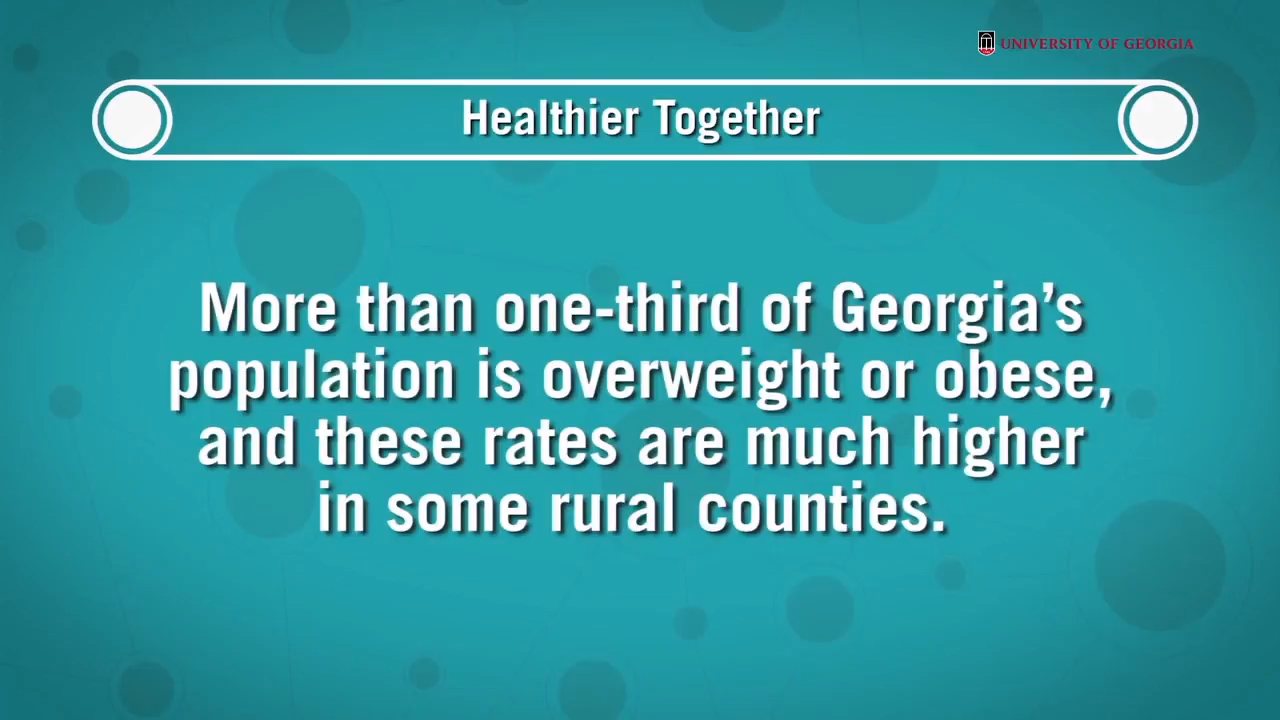 UNIVERSITY OF GEORGIA
Healthier Together
More than one-third of Georgia’s
population is overweight or obese,
and these rates are much higher
in some rural counties.